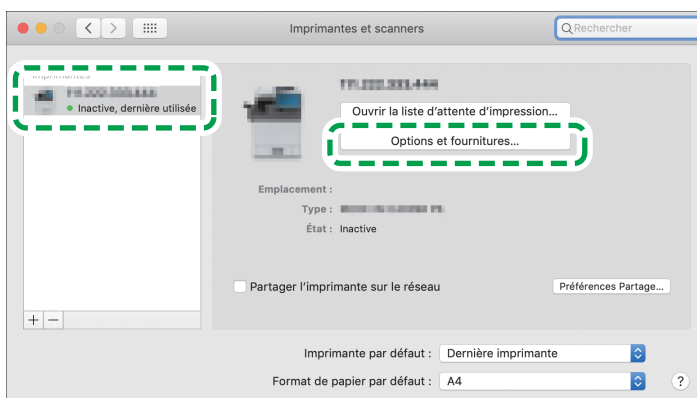 Imprimantes et scanners
Rechercher
Imprimantes
Inactive, dernière utilisée
Ouvrir la liste d'attente d'impression...
Options et fournitures...
Emplacement :
Type :
État : Inactive
Partager l'imprimante sur le réseau
Préférences Partage...
+ −
Imprimante par défaut : Dernière imprimante
Format de papier par défaut : A4
?